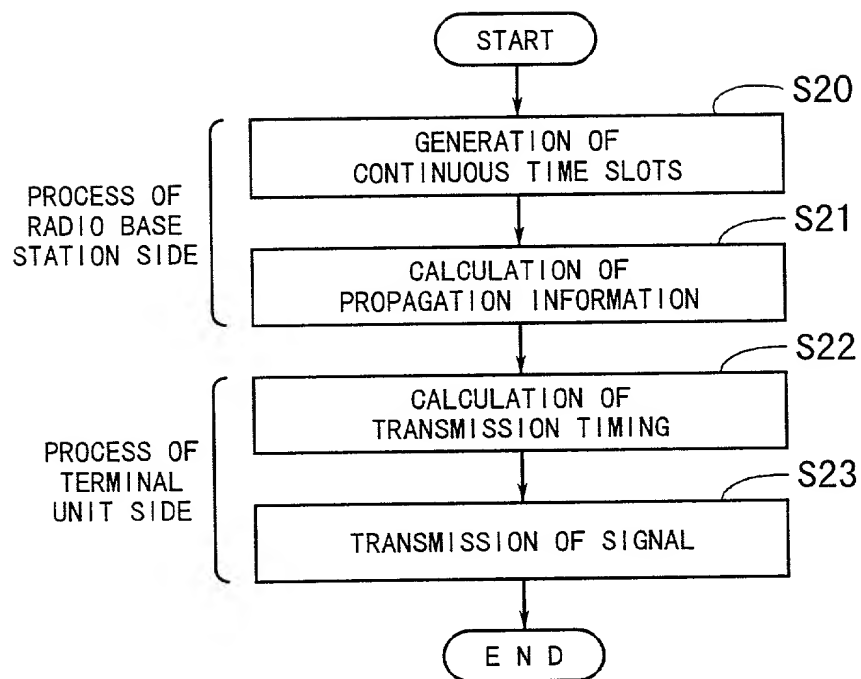 START
S20
GENERATION OF
CONTINUOUS TIME SLOTS
PROCESS OF
RADIO BASE
STATION SIDE
S21
CALCULATION OF
PROPAGATION INFORMATION
S22
CALCULATION OF
TRANSMISSION TIMING
PROCESS OF
TERMINAL
UNIT SIDE
S23
TRANSMISSION OF SIGNAL
END